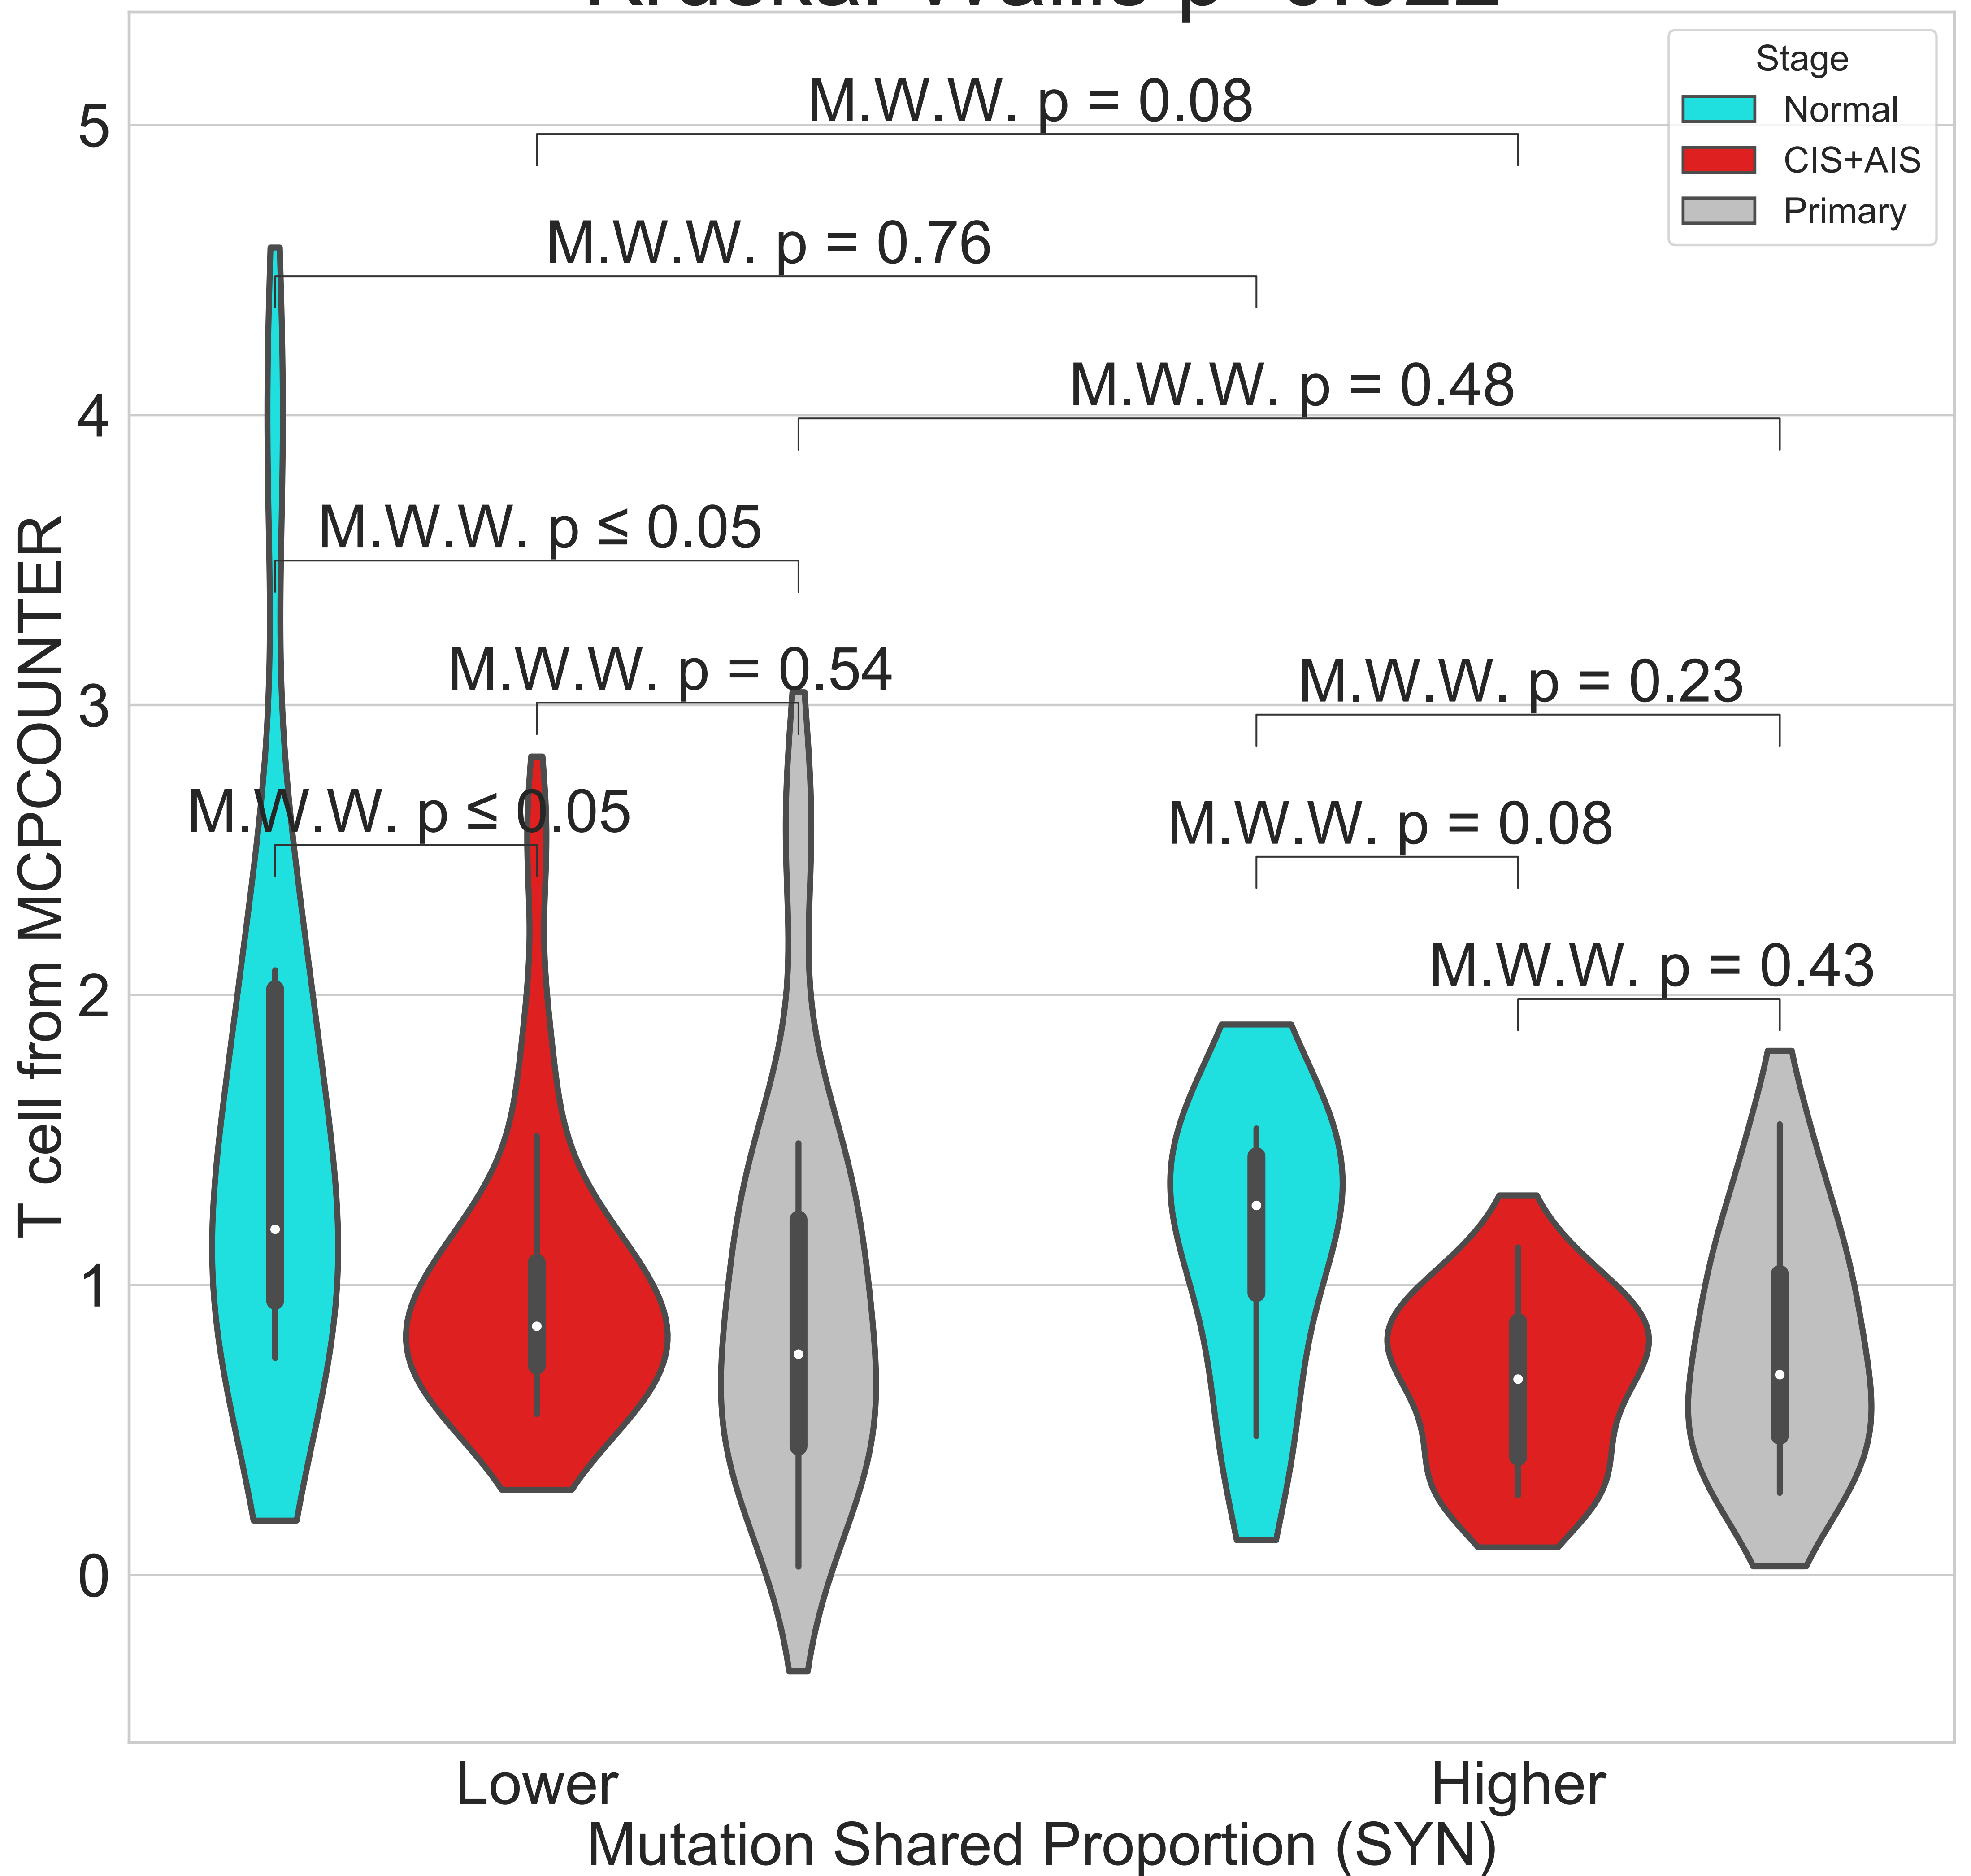 Stage
Normal
CIS+AIS
Primary
M.W.W. p = 0.08
M.W.W. p = 0.76
M.W.W. p = 0.48
M.W.W. p ≤ 0.05
M.W.W. p = 0.54
M.W.W. p = 0.23
M.W.W. p ≤ 0.05
M.W.W. p = 0.08
M.W.W. p = 0.43
5
4
3
2
1
0
T cell from MCPCOUNTER
Lower
Higher
Mutation Shared Proportion (SYN)